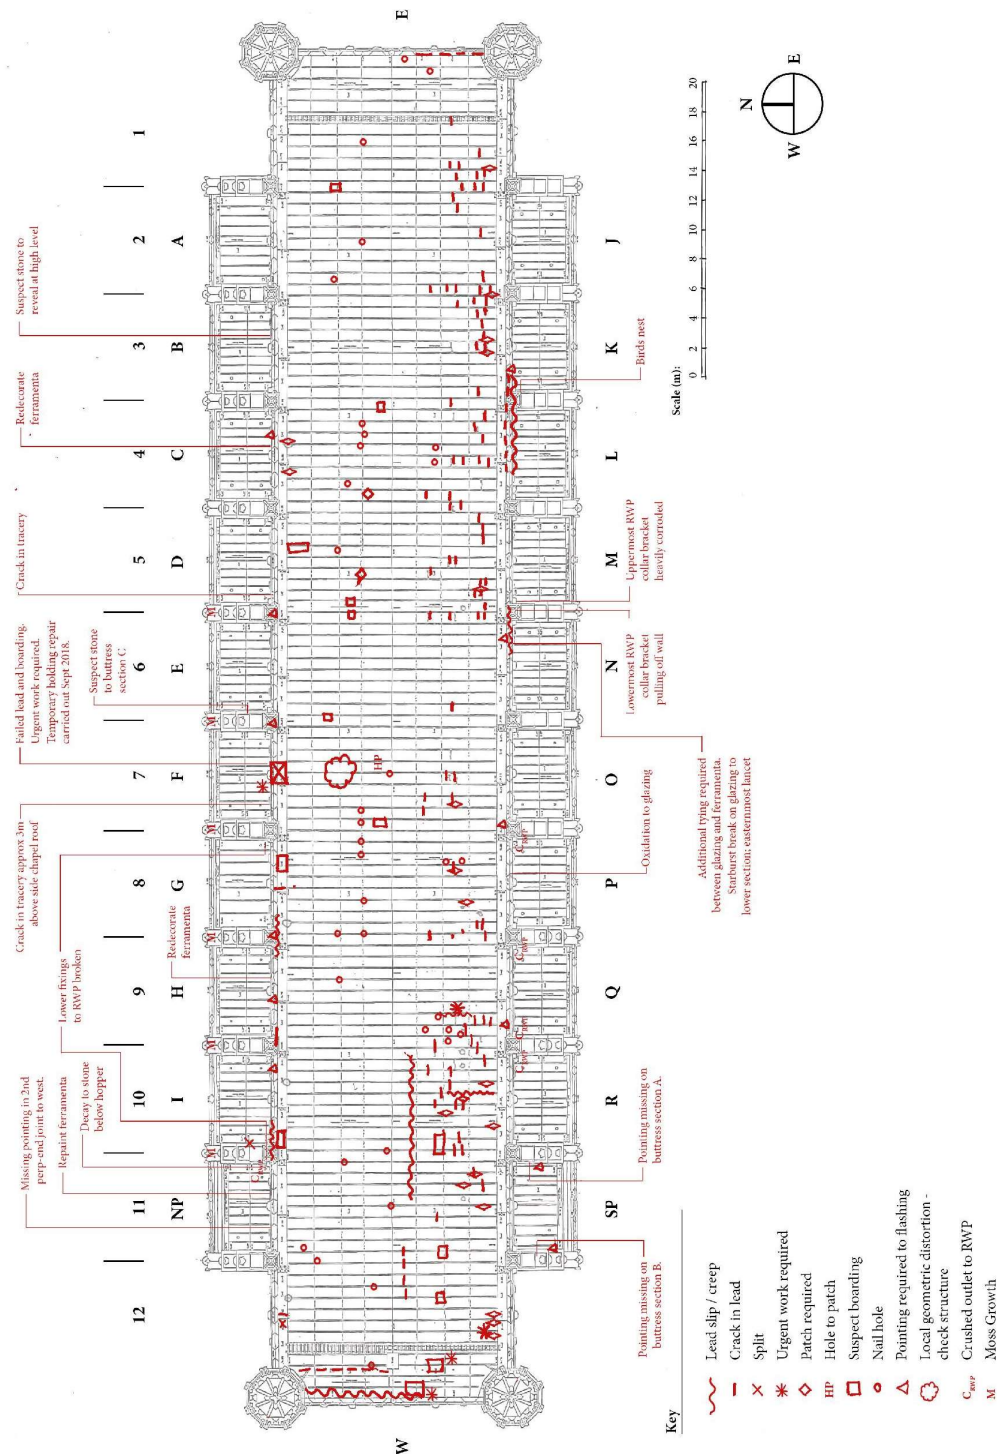 E
1
2
3
4
5
6
7
8
9
10
11
12
A
B
C
D
E
F
G
H
I
NP
J
K
L
M
N
O
P
Q
R
SP
W
Suspect stone to
reveal at high level
Redecorate
ferramenta
Crack in tracery
Failed lead and boarding.
Urgent work required.
Temporary holding repair
carried out Sept 2018.
Suspect stone
to buttress
section C
Crack in tracery approx 3m
above side chapel roof
Lower fixings
to RWP broken
Redecorate
ferramenta
Missing pointing in 2nd
perp-end joint to west.
Repaint ferramenta
Decay to stone
below hopper
M
M
M
M
M
M
HP
C RWP
C RWP
C RWP
C RWP
C RWP
Birds nest
Uppermost RWP
collar bracket
heavily corroded
Lowermost RWP
collar bracket
pulling off wall
Additional tying required
between glazing and ferramenta.
Starburst break on glazing to
lower section; easternmost lancet
Oxidation to glazing
Pointing missing on
buttress section A.
Pointing missing on
buttress section B.
Scale (m):
0 2 4 6 8 10 12 14 16 18 20
N
W
E
Key
Lead slip / creep
Crack in lead
Split
Urgent work required
Patch required
HP Hole to patch
Suspect boarding
Nail hole
Pointing required to flashing
Local geometric distortion -
check structure
C RWP Crushed outlet to RWP
M Moss Growth